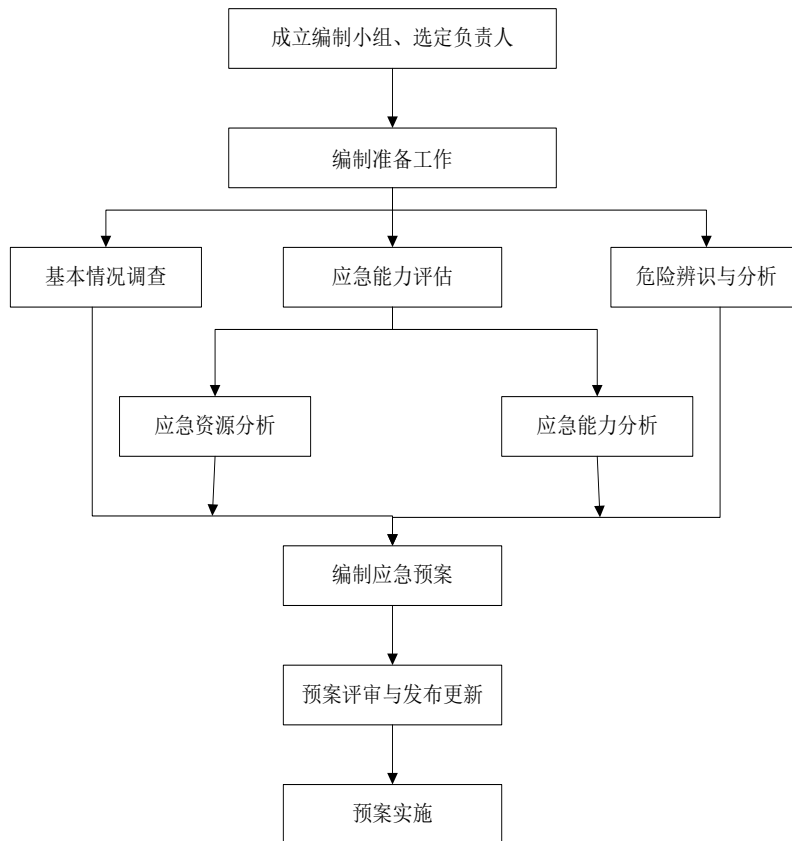 成立编制小组、选定负责人
编制准备工作
基本情况调查
应急能力评估
危险辨识与分析
应急资源分析
应急能力分析
编制应急预案
预案评审与发布更新
预案实施